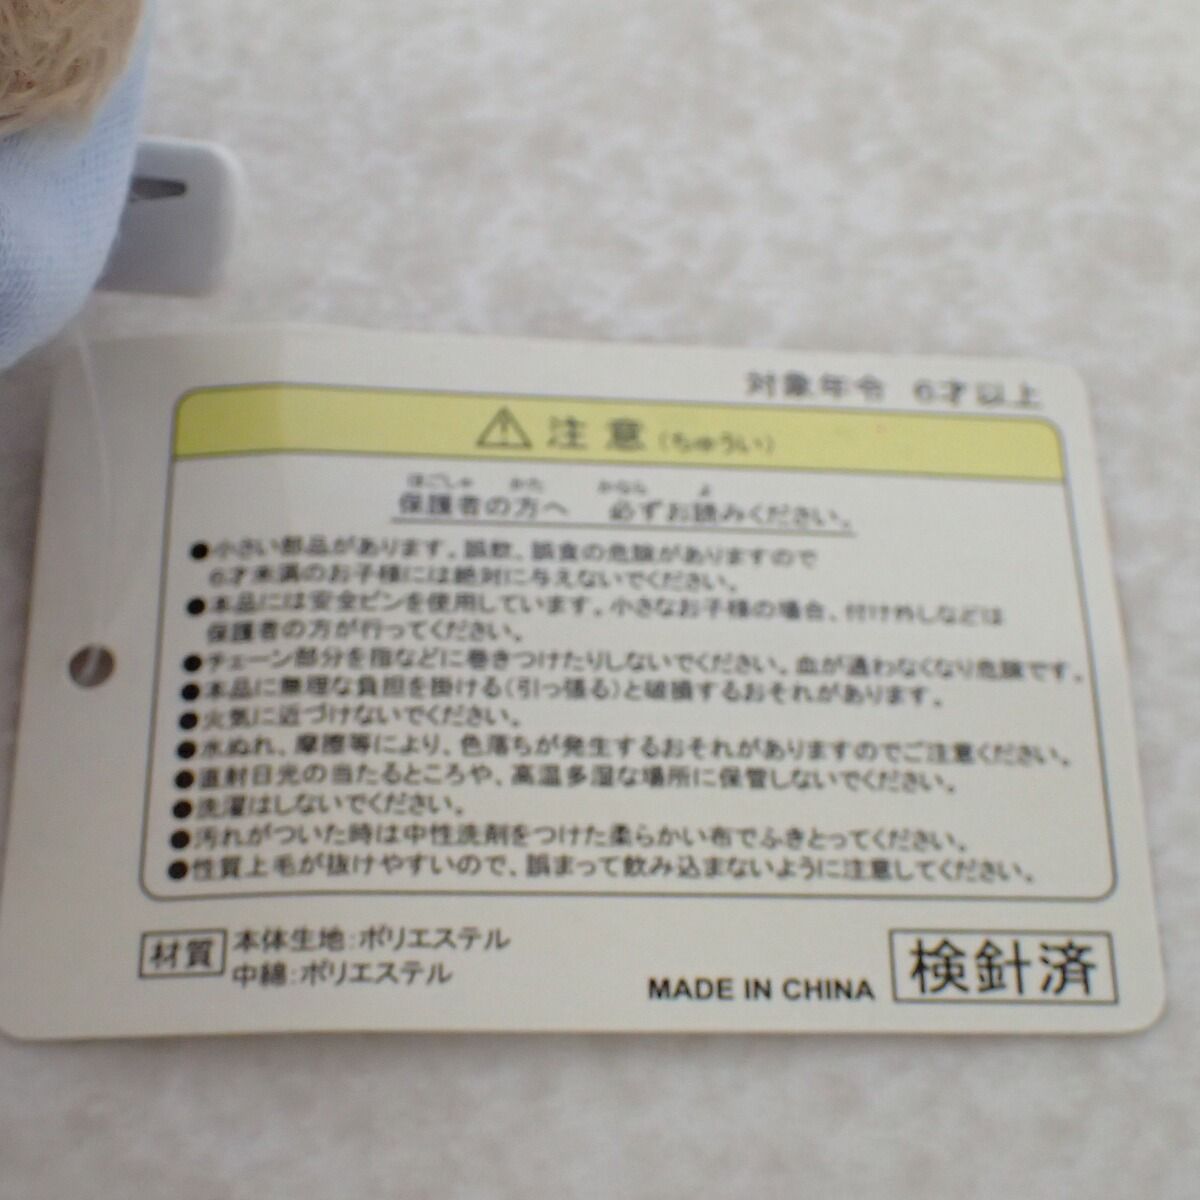 対象年令 6才以上
⚠ 注意(ちゅうい)
ほごしゃ かた かなら よ
保護者の方へ 必ずお読みください。
●小さい部品があります。誤飲、誤食の危険がありますので
6才未満のお子様には絶対に与えないでください。
●本品には安全ピンを使用しています。小さなお子様の場合、付け外しなどは
保護者の方が行ってください。
●チェーン部分を指などに巻きつけたりしないでください。血が通わなくなり危険です。
●本品に無理な負担を掛ける(引っ張る)と破損するおそれがあります。
●火気に近づけないでください。
●水ぬれ、摩擦等により、色落ちが発生するおそれがありますのでご注意ください。
●直射日光の当たるところや、高温多湿な場所に保管しないでください。
●洗濯はしないでください。
●汚れがついた時は中性洗剤をつけた柔らかい布でふきとってください。
●性質上毛が抜けやすいので、誤まって飲み込まないように注意してください。
材質 本体生地:ポリエステル
中綿:ポリエステル
MADE IN CHINA 検針済